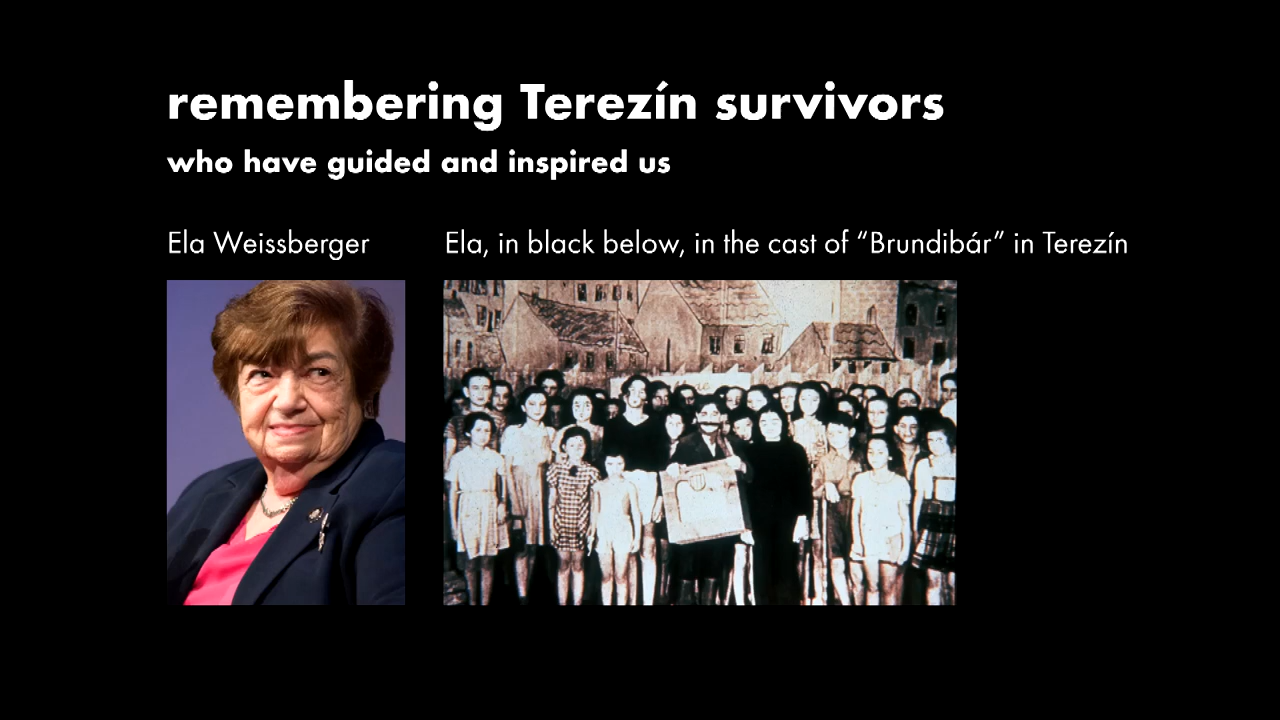 remembering Terezín survivors
who have guided and inspired us
Ela Weissberger
Ela, in black below, in the cast of “Brundibár” in Terezín